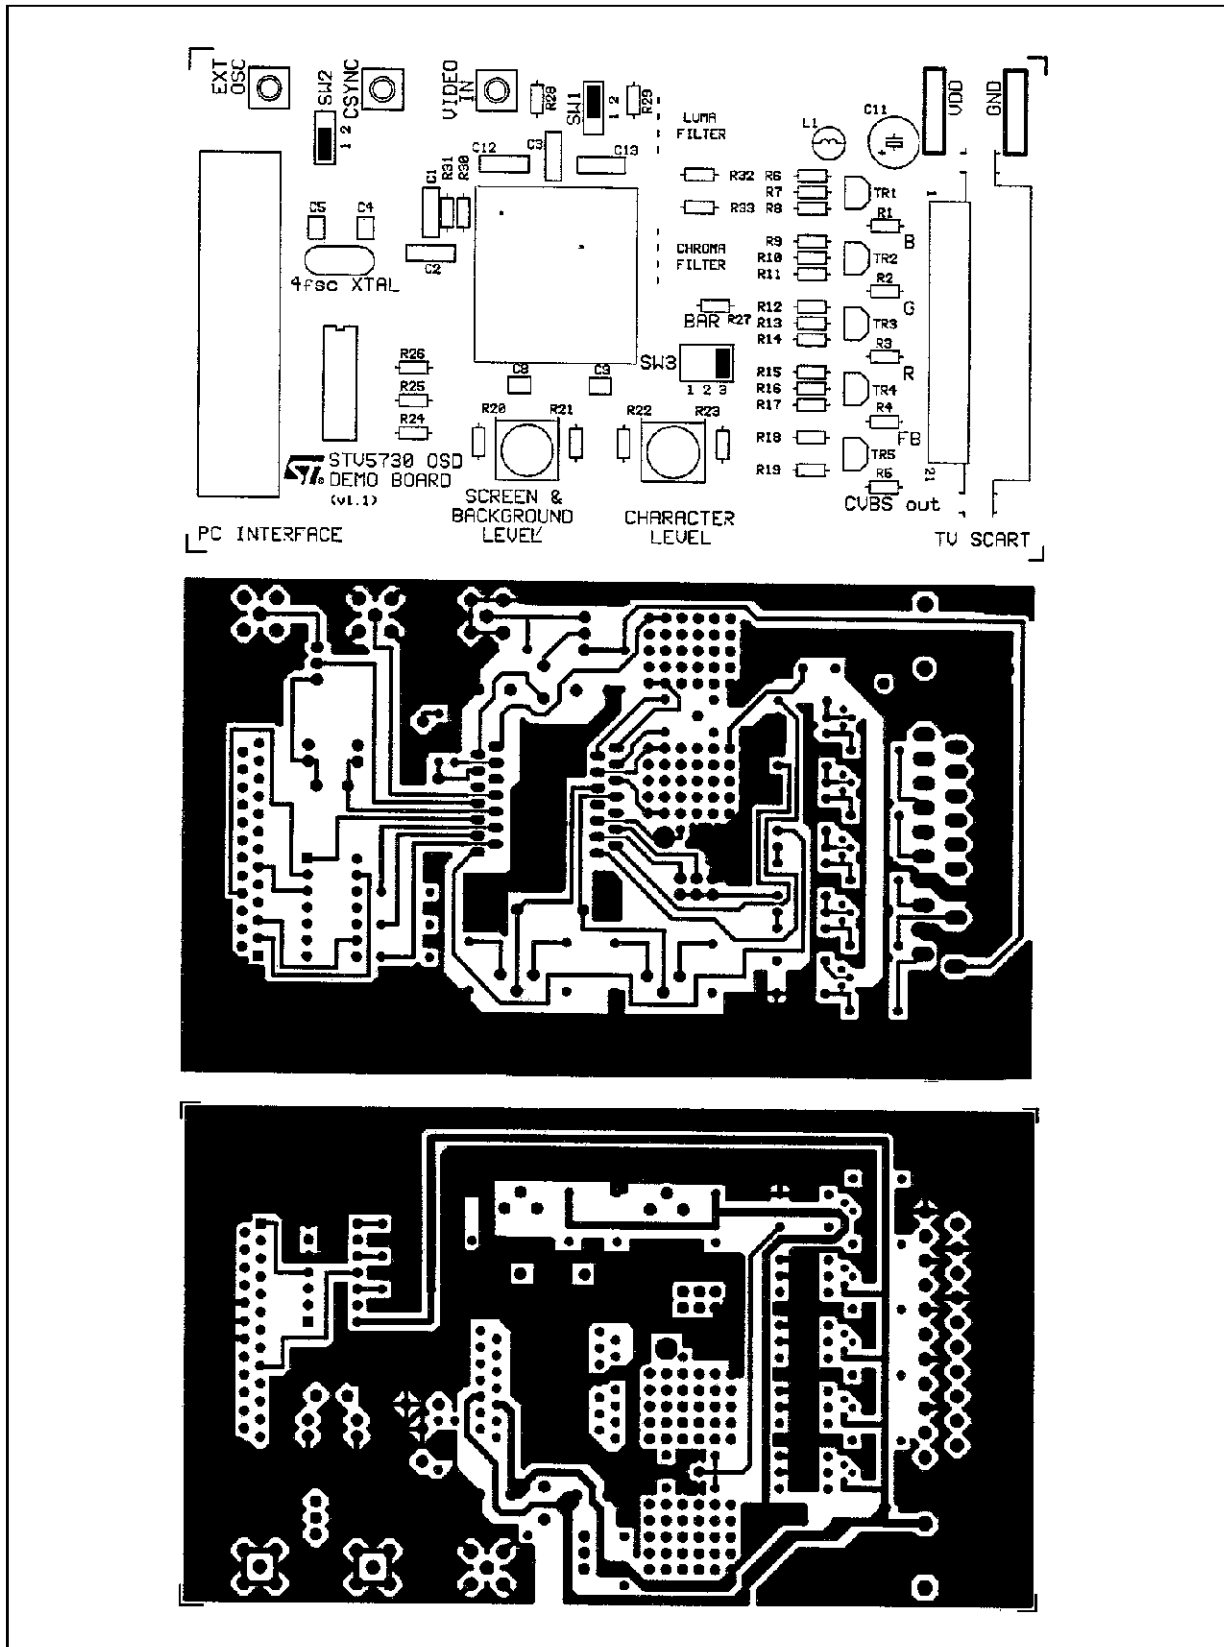 EXT
OSC
SW2
1 2
CSYNC
VIDEO
IN
R28
SW1
1 2
R29
LUMA
FILTER
L1
C11
+
VDD
GND
C12
C3
C13
C1
R31
R30
R32
R33
R6
R7
R8
TR1
R1
B
1
C5
C4
4fsc XTAL
C2
CHROMA
FILTER
R9
R10
R11
TR2
R2
G
BAR
R27
R12
R13
R14
TR3
R3
R
SW3
1 2 3
R26
R25
R24
C8
C9
R15
R16
R17
TR4
R4
FB
R20
R21
R22
R23
R18
R19
TR5
R5
21
CVBS out
ST®
STV5730 OSD
DEMO BOARD
(v1.1)
SCREEN &
BACKGROUND
LEVEL
CHARACTER
LEVEL
PC INTERFACE
TV SCART